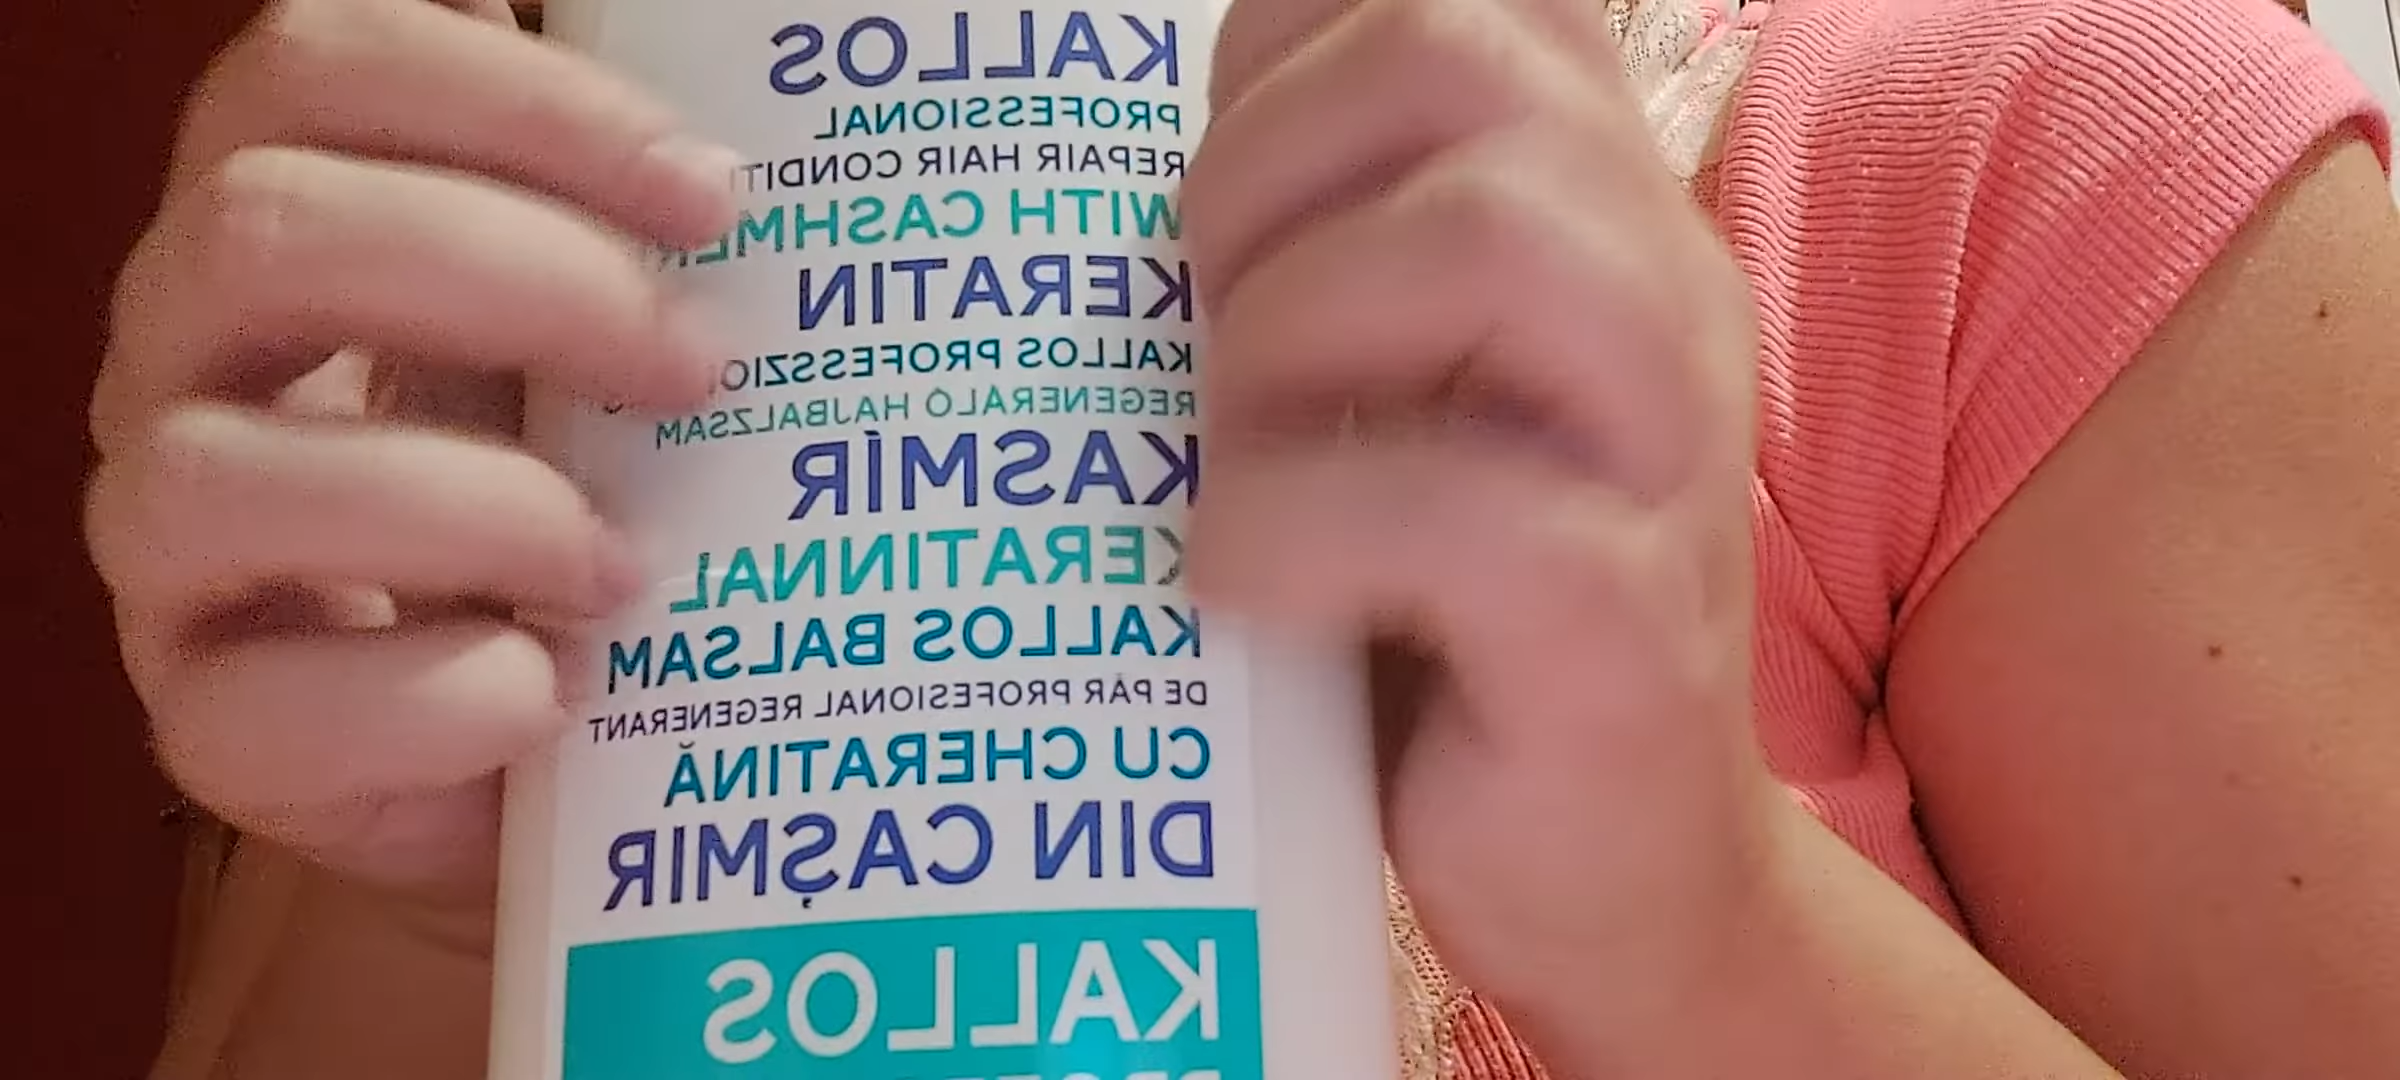 KALLOS
PROFESSIONAL
REPAIR HAIR
WITH
KERATIN
KALLOS
REGENERÁLÓ HAJBALZSAM
KASMÍR
KERATINNAL
KALLOS BALSAM
DE PĂR PROFESIONAL REGENERANT
CU CHERATINĂ
DIN CAȘMIR
KALLOS